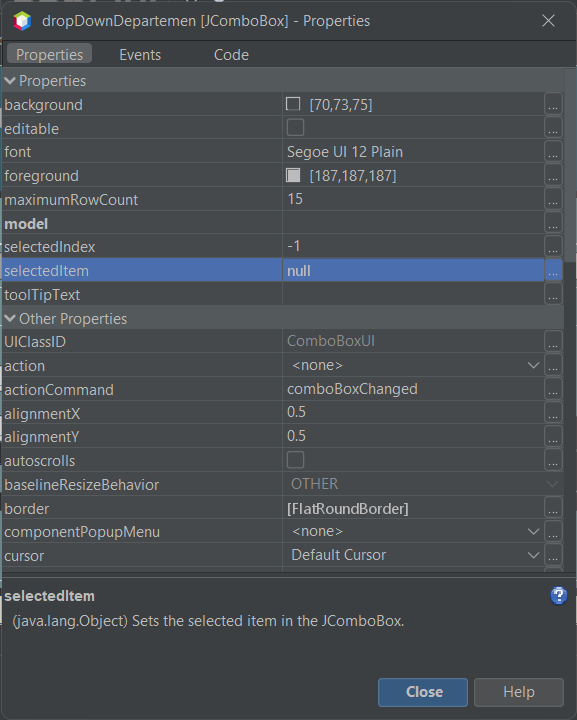 dropDownDepartemen [JComboBox] - Properties
Properties Events Code
Properties
background [70,73,75] ...
editable ...
font Segoe UI 12 Plain ...
foreground [187,187,187] ...
maximumRowCount 15 ...
model ...
selectedIndex -1 ...
selectedItem null ...
toolTipText ...
Other Properties
UIClassID ComboBoxUI ...
action <none> ...
actionCommand comboBoxChanged ...
alignmentX 0.5 ...
alignmentY 0.5 ...
autoscrolls ...
baselineResizeBehavior OTHER
border [FlatRoundBorder] ...
componentPopupMenu <none> ...
cursor Default Cursor ...
selectedItem
(java.lang.Object) Sets the selected item in the JComboBox.
Close Help